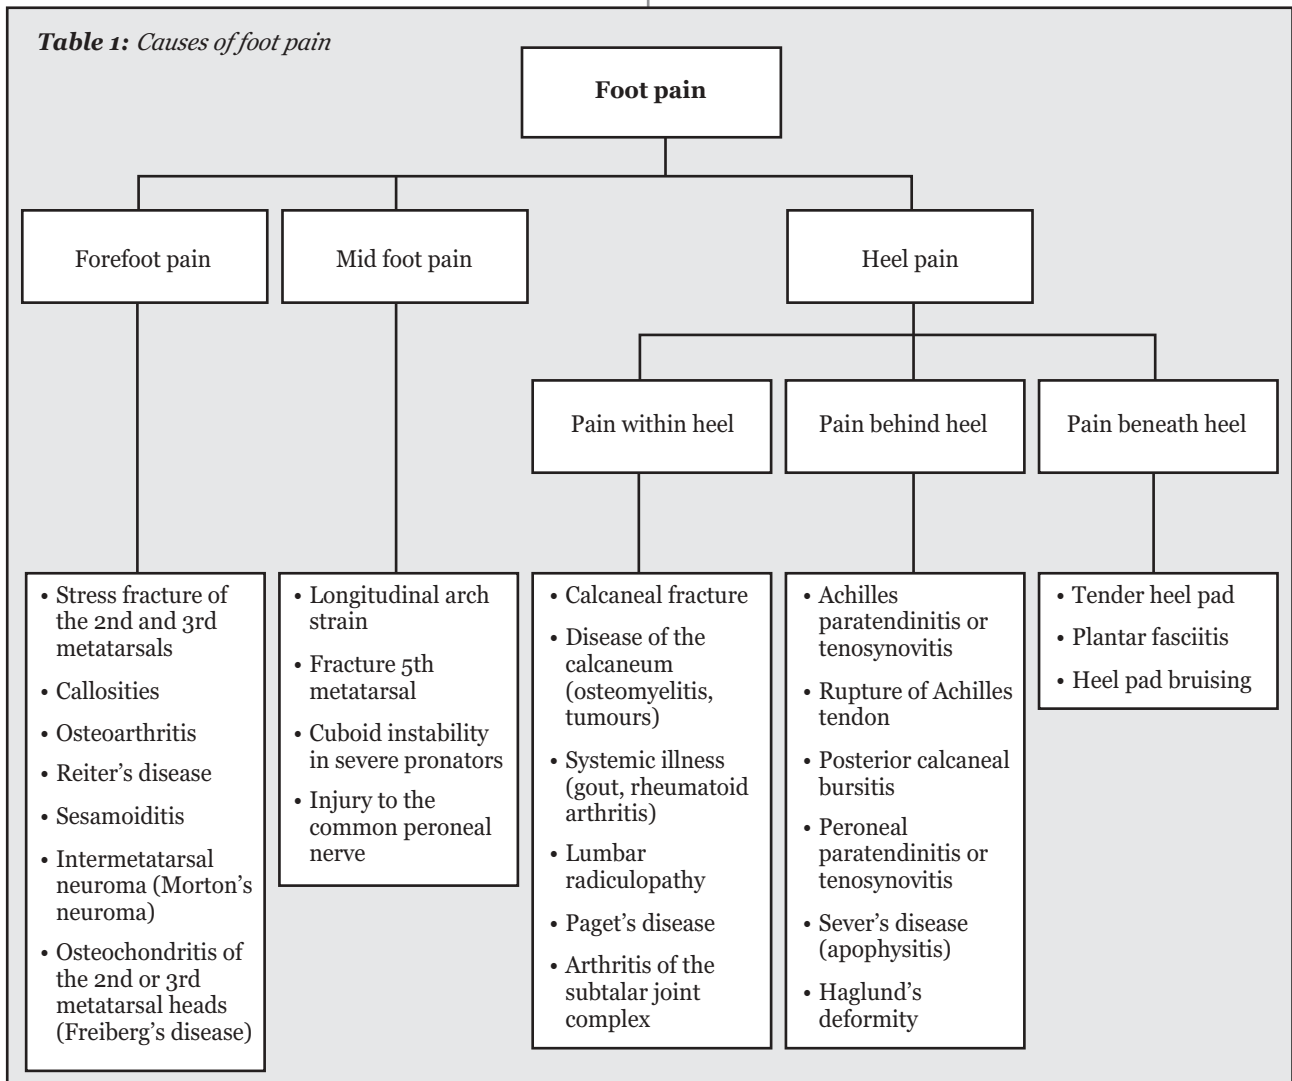 Table 1: Causes of foot pain
Foot pain
Forefoot pain
Mid foot pain
Heel pain
Pain within heel
Pain behind heel
Pain beneath heel
• Stress fracture of
the 2nd and 3rd
metatarsals
• Callosities
• Osteoarthritis
• Reiter’s disease
• Sesamoiditis
• Intermetatarsal
neuroma (Morton’s
neuroma)
• Osteochondritis of
the 2nd or 3rd
metatarsal heads
(Freiberg’s disease)
• Longitudinal arch
strain
• Fracture 5th
metatarsal
• Cuboid instability
in severe pronators
• Injury to the
common peroneal
nerve
• Calcaneal fracture
• Disease of the
calcaneum
(osteomyelitis,
tumours)
• Systemic illness
(gout, rheumatoid
arthritis)
• Lumbar
radiculopathy
• Paget’s disease
• Arthritis of the
subtalar joint
complex
• Achilles
paratendinitis or
tenosynovitis
• Rupture of Achilles
tendon
• Posterior calcaneal
bursitis
• Peroneal
paratendinitis or
tenosynovitis
• Sever’s disease
(apophysitis)
• Haglund’s
deformity
• Tender heel pad
• Plantar fasciitis
• Heel pad bruising